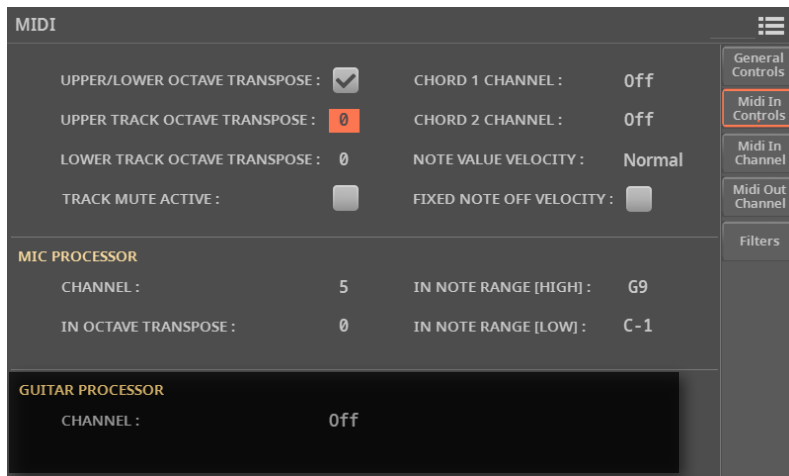 MIDI
UPPER/LOWER OCTAVE TRANSPOSE :
CHORD 1 CHANNEL : Off
UPPER TRACK OCTAVE TRANSPOSE : 0
CHORD 2 CHANNEL : Off
LOWER TRACK OCTAVE TRANSPOSE : 0
NOTE VALUE VELOCITY : Normal
TRACK MUTE ACTIVE :
FIXED NOTE OFF VELOCITY :
MIC PROCESSOR
CHANNEL : 5
IN NOTE RANGE [HIGH] : G9
IN OCTAVE TRANSPOSE : 0
IN NOTE RANGE [LOW] : C-1
GUITAR PROCESSOR
CHANNEL : Off
General
Controls
Midi In
Controls
Midi In
Channel
Midi Out
Channel
Filters